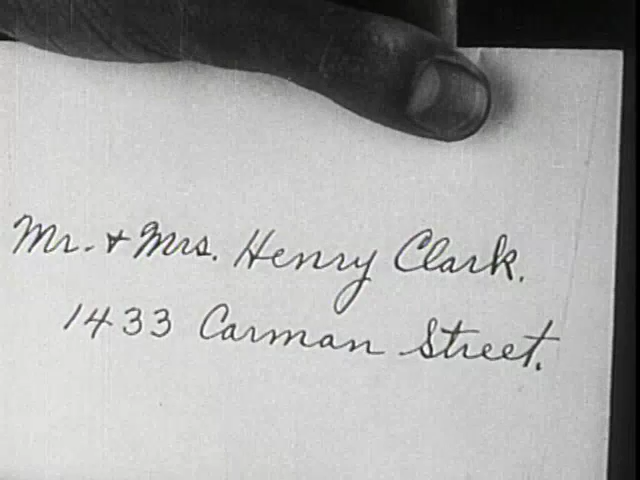 Mr. + Mrs. Henry Clark.
1433 Carman Street.